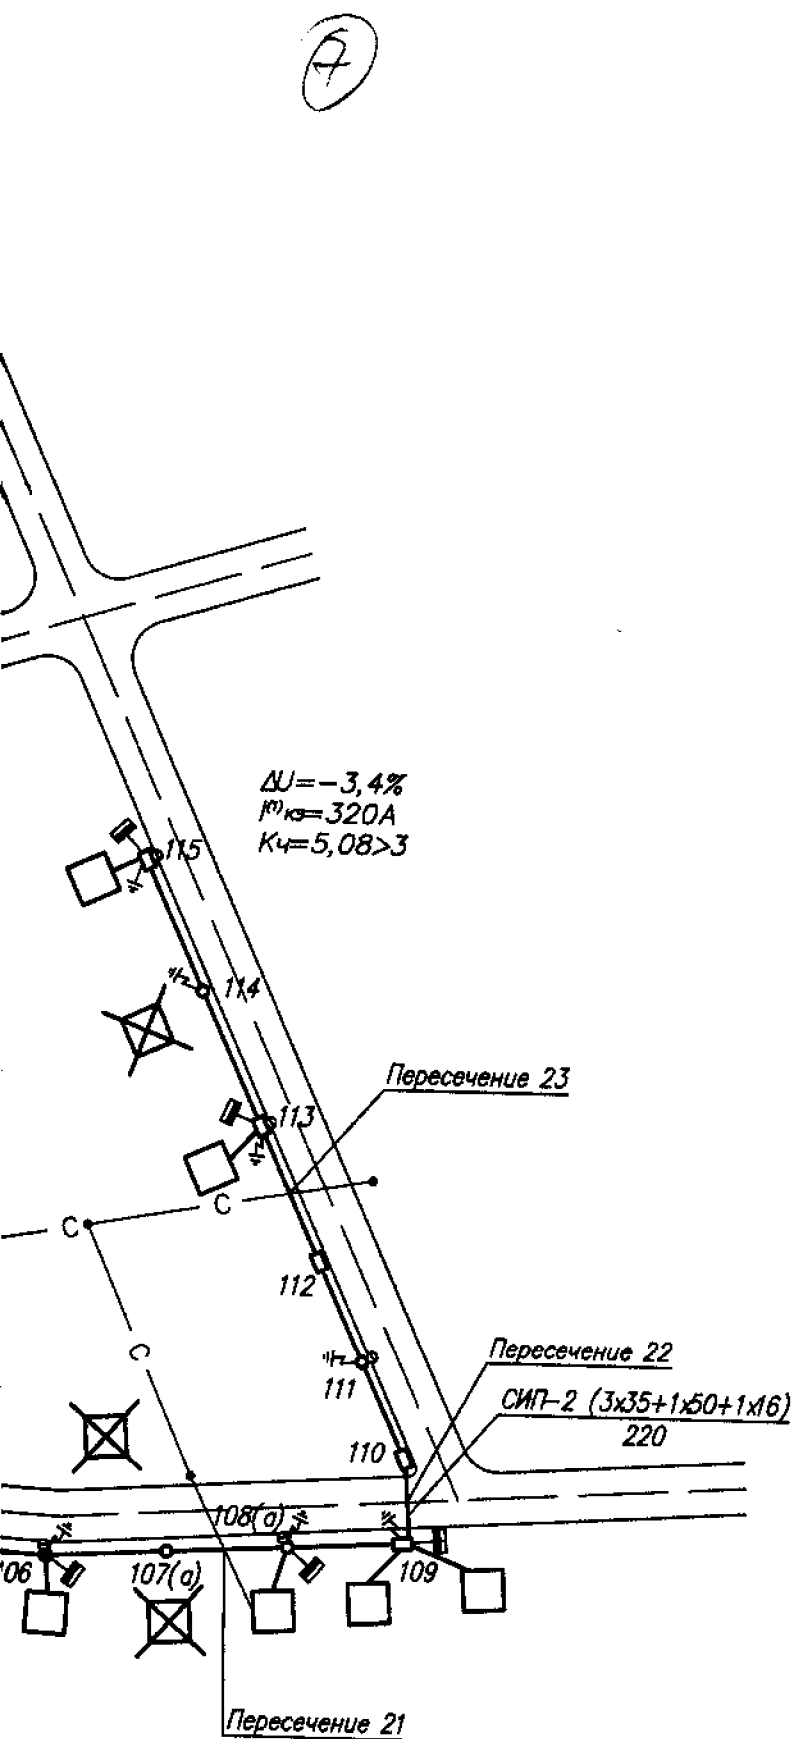 7
ΔU=-3,4%
I⁽¹⁾кз=320А
Кч=5,08>3
115
114
Пересечение 23
113
С
С
112
С
111
Пересечение 22
СИП-2 (3х35+1х50+1х16)
220
110
108(а)
106
107(а)
109
Пересечение 21